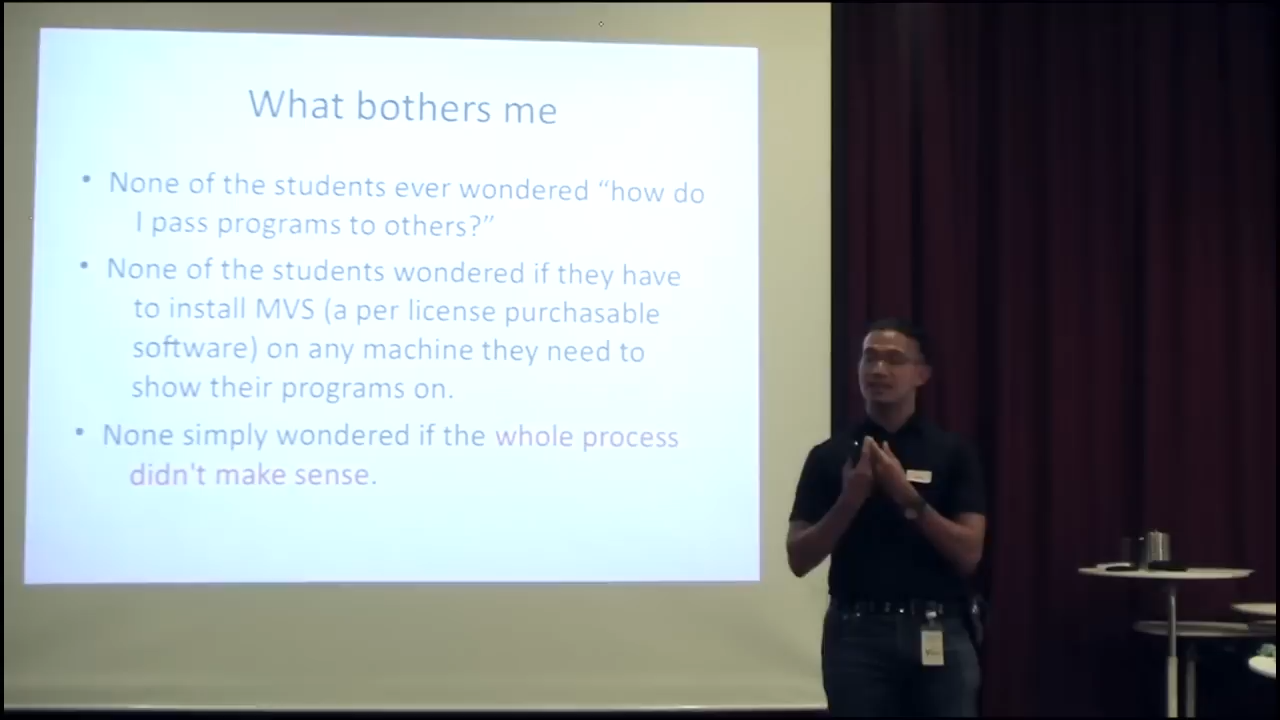 What bothers me
• None of the students ever wondered “how do
I pass programs to others?”
• None of the students wondered if they have
to install MVS (a per license purchasable
software) on any machine they need to
show their programs on.
• None simply wondered if the whole process
didn't make sense.